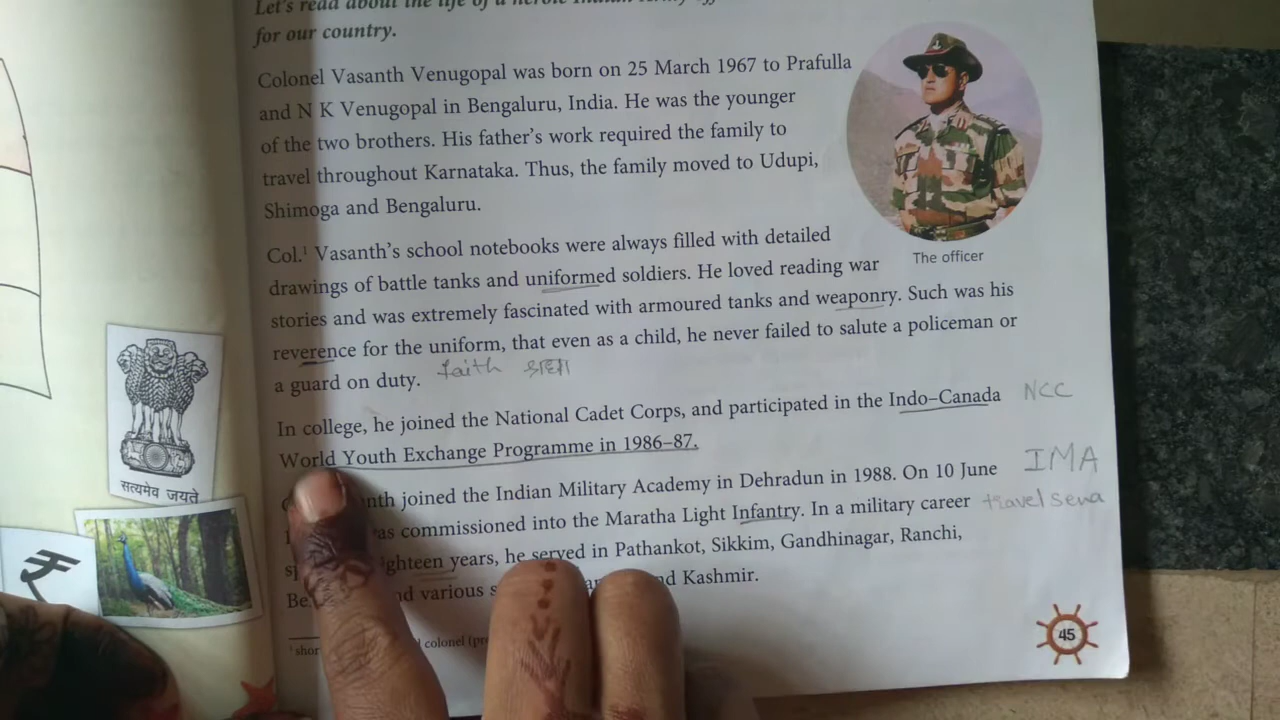 Let's read about the life of a heroic Indian
for our country.
Colonel Vasanth Venugopal was born on 25 March 1967 to Prafulla
and N K Venugopal in Bengaluru, India. He was the younger
of the two brothers. His father's work required the family to
travel throughout Karnataka. Thus, the family moved to Udupi,
Shimoga and Bengaluru.
The officer
Col.¹ Vasanth's school notebooks were always filled with detailed
drawings of battle tanks and uniformed soldiers. He loved reading war
stories and was extremely fascinated with armoured tanks and weaponry. Such was his
reverence for the uniform, that even as a child, he never failed to salute a policeman or
a guard on duty. faith
In college, he joined the National Cadet Corps, and participated in the Indo–Canada NCC
World Youth Exchange Programme in 1986–87.
joined the Indian Military Academy in Dehradun in 1988. On 10 June IMA
commissioned into the Maratha Light Infantry. In a military career travel sena
years, he served in Pathankot, Sikkim, Gandhinagar, Ranchi,
various Kashmir.
colonel
45
सत्यमेव जयते
₹